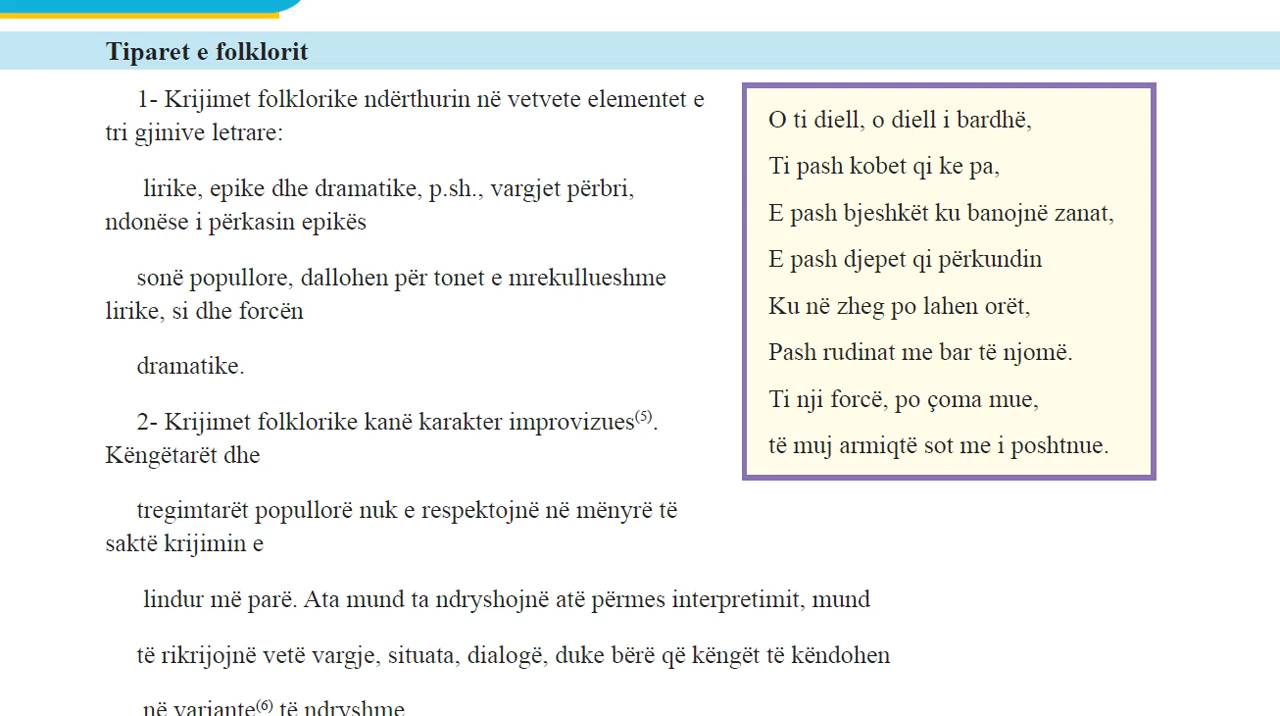 Tiparet e folklorit
1- Krijimet folklorike ndërthurin në vetvete elementet e
tri gjinive letrare:
lirike, epike dhe dramatike, p.sh., vargjet përbri,
ndonëse i përkasin epikës
sonë popullore, dallohen për tonet e mrekullueshme
lirike, si dhe forcën
dramatike.
2- Krijimet folklorike kanë karakter improvizues(5).
Këngëtarët dhe
tregimtarët popullorë nuk e respektojnë në mënyrë të
saktë krijimin e
lindur më parë. Ata mund ta ndryshojnë atë përmes interpretimit, mund
të rikrijojnë vetë vargje, situata, dialogë, duke bërë që këngët të këndohen
në variante(6) të ndryshme
O ti diell, o diell i bardhë,
Ti pash kobet qi ke pa,
E pash bjeshkët ku banojnë zanat,
E pash djepet qi përkundin
Ku në zheg po lahen orët,
Pash rudinat me bar të njomë.
Ti nji forcë, po çoma mue,
të muj armiqtë sot me i poshtnue.